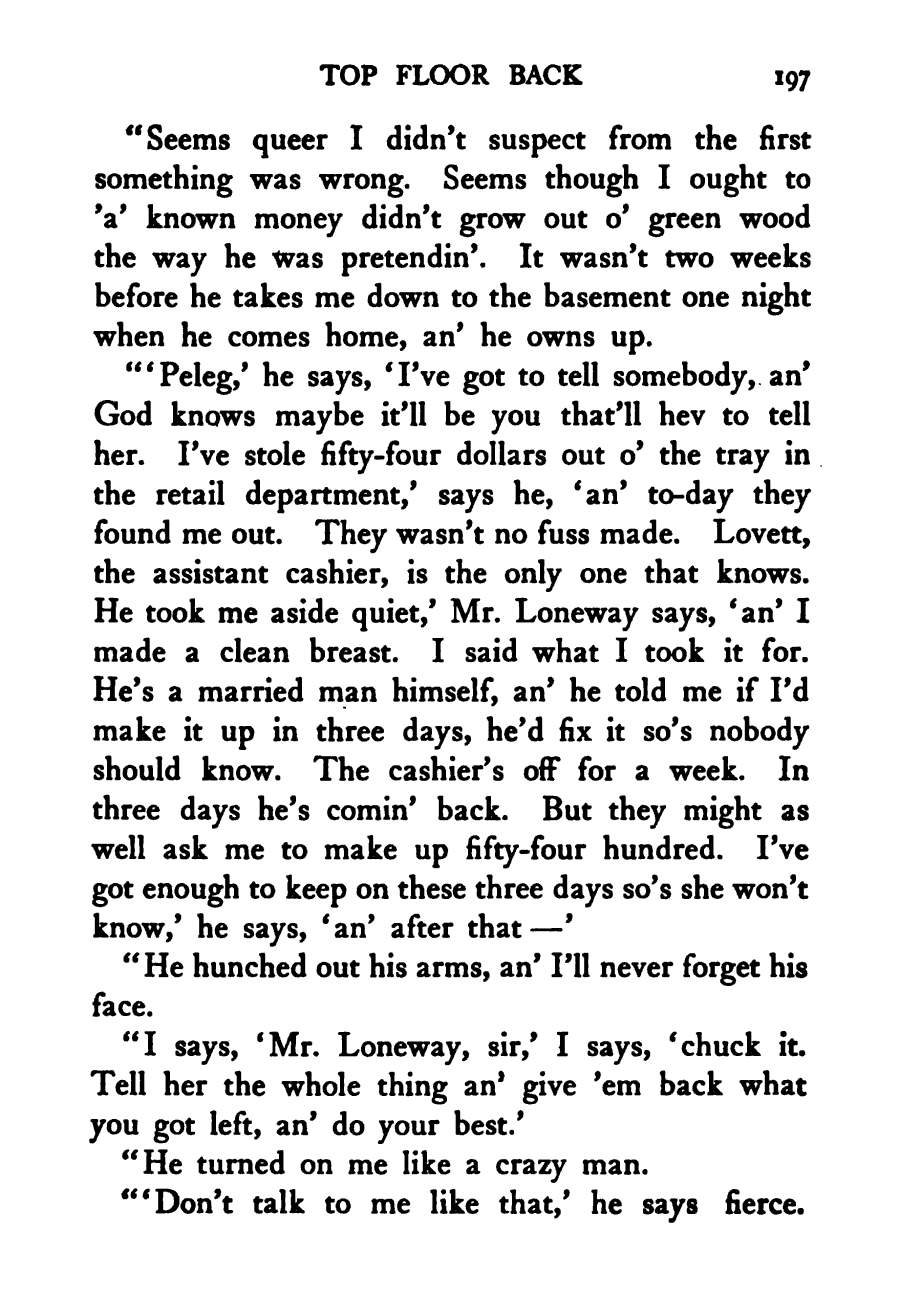 TOP FLOOR BACK 197
"Seems queer I didn't suspect from the first
something was wrong. Seems though I ought to
'a' known money didn't grow out o' green wood
the way he was pretendin'. It wasn't two weeks
before he takes me down to the basement one night
when he comes home, an' he owns up.
"'Peleg,' he says, 'I've got to tell somebody, an'
God knows maybe it'll be you that'll hev to tell
her. I've stole fifty-four dollars out o' the tray in
the retail department,' says he, 'an' to-day they
found me out. They wasn't no fuss made. Lovett,
the assistant cashier, is the only one that knows.
He took me aside quiet,' Mr. Loneway says, 'an' I
made a clean breast. I said what I took it for.
He's a married man himself, an' he told me if I'd
make it up in three days, he'd fix it so's nobody
should know. The cashier's off for a week. In
three days he's comin' back. But they might as
well ask me to make up fifty-four hundred. I've
got enough to keep on these three days so's she won't
know,' he says, 'an' after that —'
"He hunched out his arms, an' I'll never forget his
face.
"I says, 'Mr. Loneway, sir,' I says, 'chuck it.
Tell her the whole thing an' give 'em back what
you got left, an' do your best.'
"He turned on me like a crazy man.
"'Don't talk to me like that,' he says fierce.